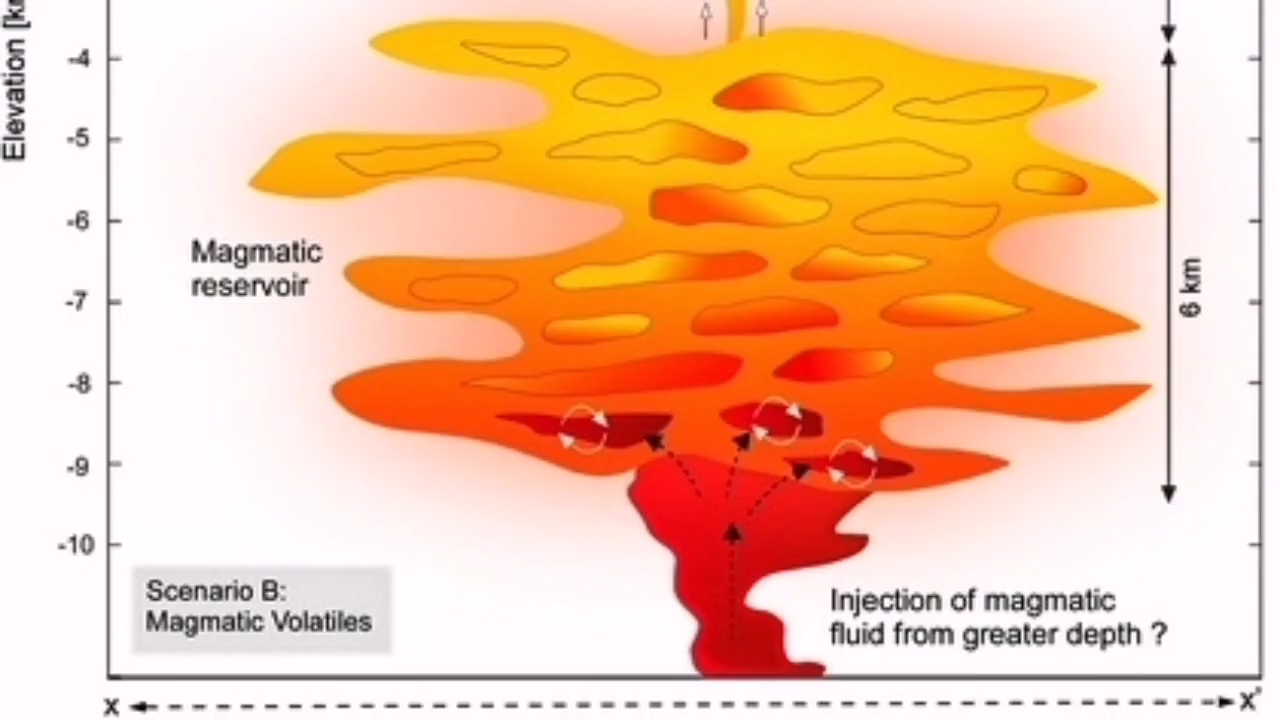 Elevation [km
-4
-5
-6
-7
-8
-9
-10
Magmatic
reservoir
6 km
Scenario B:
Magmatic Volatiles
Injection of magmatic
fluid from greater depth ?
X
X'